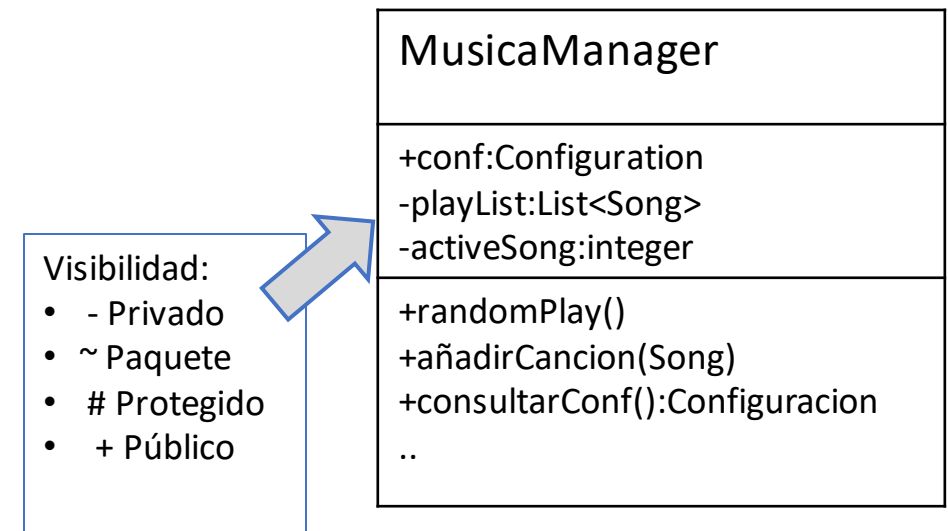 MusicaManager
+conf:Configuration
-playList:List<Song>
-activeSong:integer
+randomPlay()
+añadirCancion(Song)
+consultarConf():Configuracion
..
Visibilidad:
• - Privado
• ~ Paquete
• # Protegido
• + Público